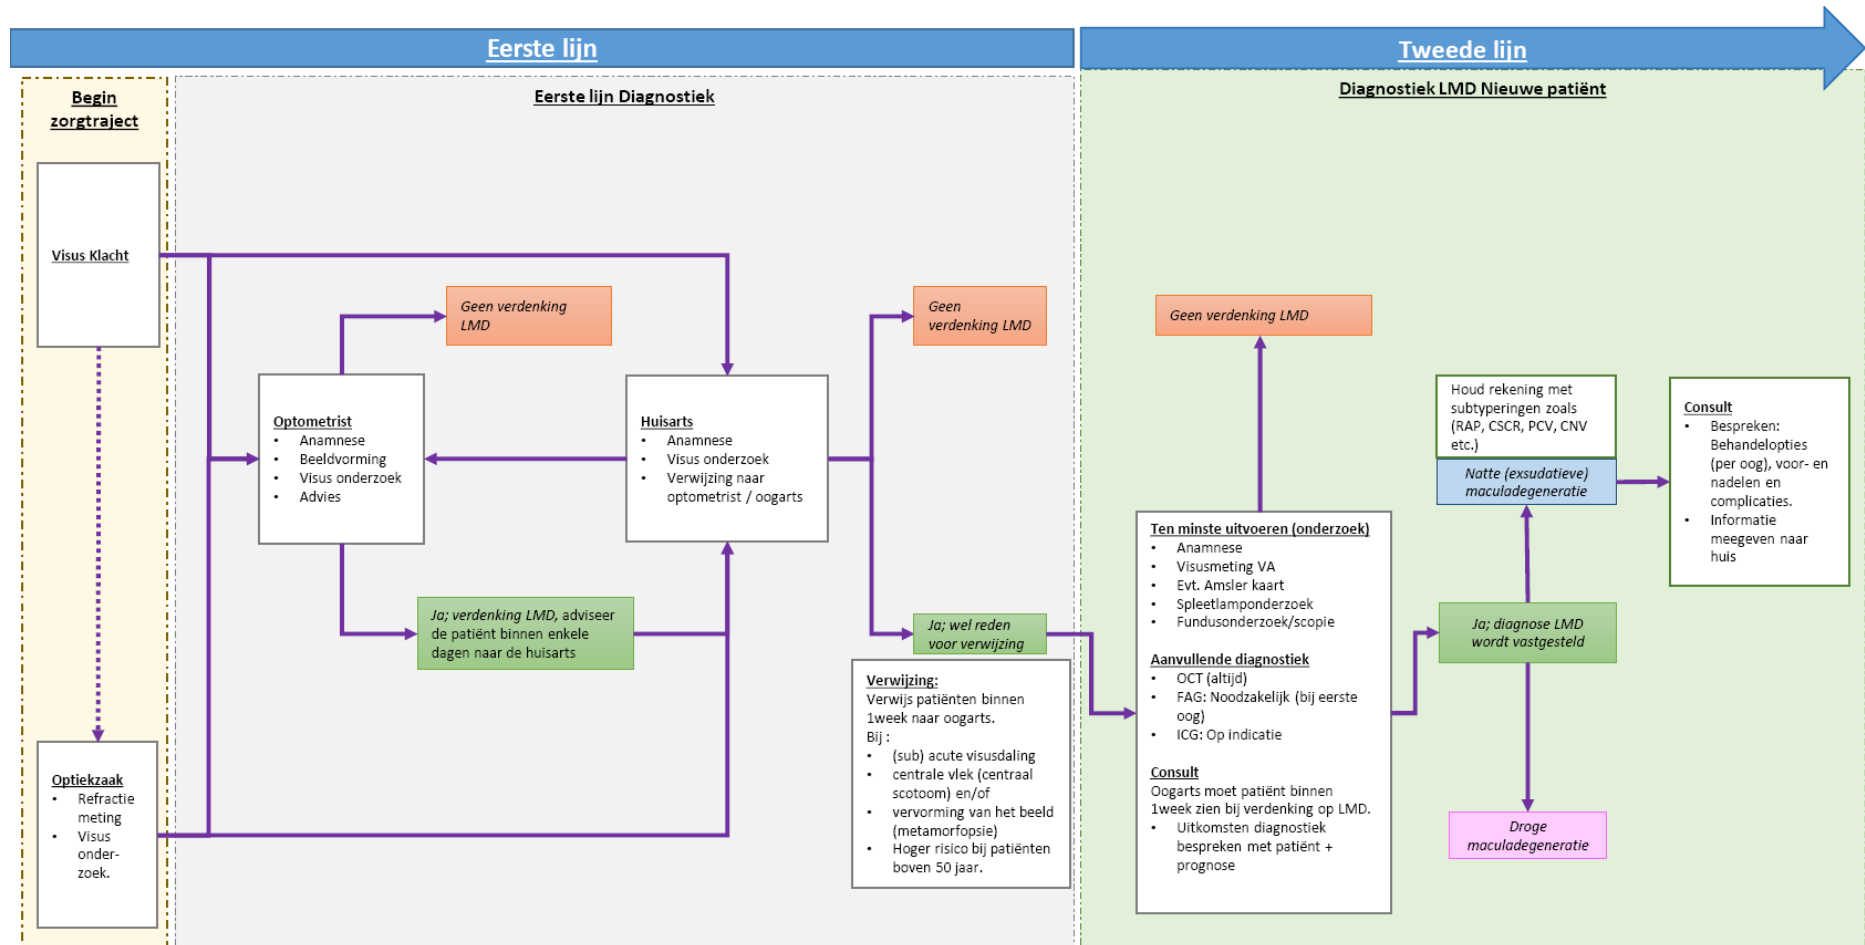 Eerste lijn
Tweede lijn
Begin
zorgtraject
Eerste lijn Diagnostiek
Diagnostiek LMD Nieuwe patiënt
Visus Klacht
Optiekzaak
• Refractie
meting
• Visus
onder-
zoek.
Geen verdenking
LMD
Optometrist
• Anamnese
• Beeldvorming
• Visus onderzoek
• Advies
Ja; verdenking LMD, adviseer
de patiënt binnen enkele
dagen naar de huisarts
Huisarts
• Anamnese
• Visus onderzoek
• Verwijzing naar
optometrist / oogarts
Geen
verdenking LMD
Ja; wel reden
voor verwijzing
Verwijzing:
Verwijs patiënten binnen
1week naar oogarts.
Bij :
• (sub) acute visusdaling
• centrale vlek (centraal
scotoom) en/of
• vervorming van het beeld
(metamorfopsie)
• Hoger risico bij patiënten
boven 50 jaar.
Geen verdenking LMD
Ten minste uitvoeren (onderzoek)
• Anamnese
• Visusmeting VA
• Evt. Amsler kaart
• Spleetlamponderzoek
• Fundusonderzoek/scopie
Aanvullende diagnostiek
• OCT (altijd)
• FAG: Noodzakelijk (bij eerste
oog)
• ICG: Op indicatie
Consult
Oogarts moet patiënt binnen
1week zien bij verdenking op LMD.
• Uitkomsten diagnostiek
bespreken met patiënt +
prognose
Houd rekening met
subtyperingen zoals
(RAP, CSCR, PCV, CNV
etc.)
Natte (exsudatieve)
maculadegeneratie
Ja; diagnose LMD
wordt vastgesteld
Droge
maculadegeneratie
Consult
• Bespreken:
Behandelopties
(per oog), voor- en
nadelen en
complicaties.
• Informatie
meegeven naar
huis